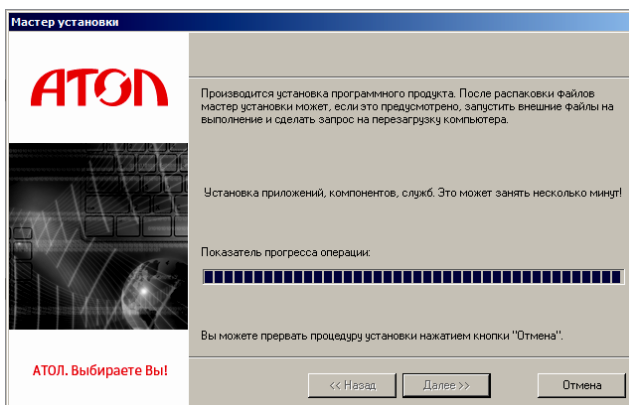 Мастер установки
АТОЛ
Производится установка программного продукта. После распаковки файлов
мастер установки может, если это предусмотрено, запустить внешние файлы на
выполнение и сделать запрос на перезагрузку компьютера.
Установка приложений, компонентов, служб. Это может занять несколько минут!
Показатель прогресса операции:
Вы можете прервать процедуру установки нажатием кнопки "Отмена".
АТОЛ. Выбираете Вы!
<< Назад
Далее >>
Отмена